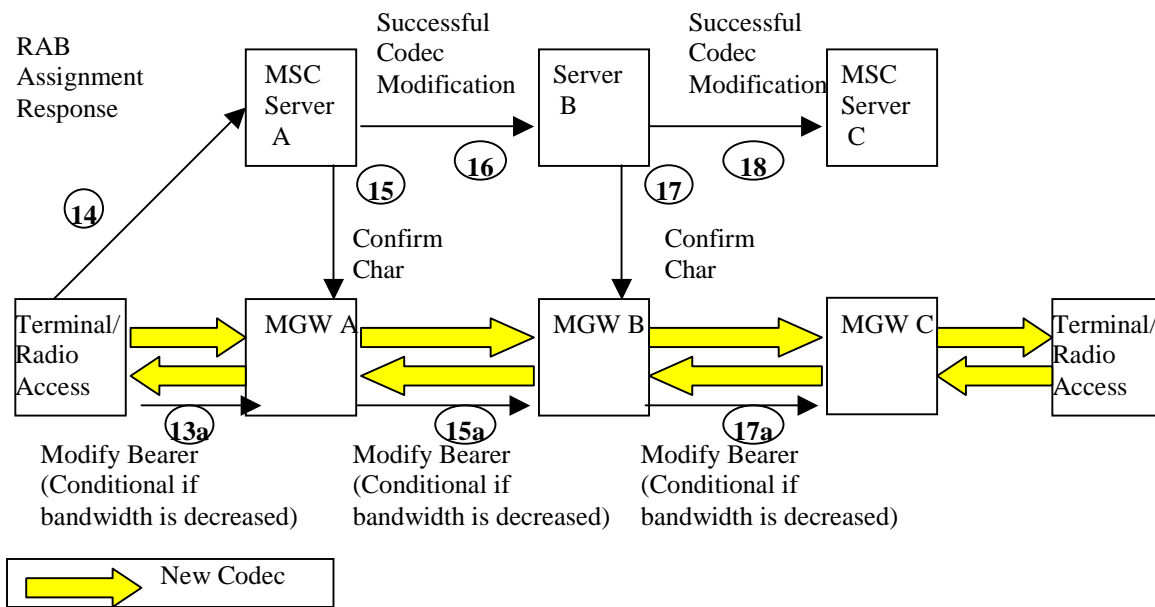 RAB
Assignment
Response
MSC
Server
A
Successful
Codec
Modification
Server
B
Successful
Codec
Modification
MSC
Server
C
14
15
16
17
18
Confirm
Char
Confirm
Char
Terminal/
Radio
Access
MGW A
MGW B
MGW C
Terminal/
Radio
Access
13a
15a
17a
Modify Bearer
(Conditional if
bandwidth is decreased)
Modify Bearer
(Conditional if
bandwidth is decreased)
Modify Bearer
(Conditional if
bandwidth is decreased)
New Codec